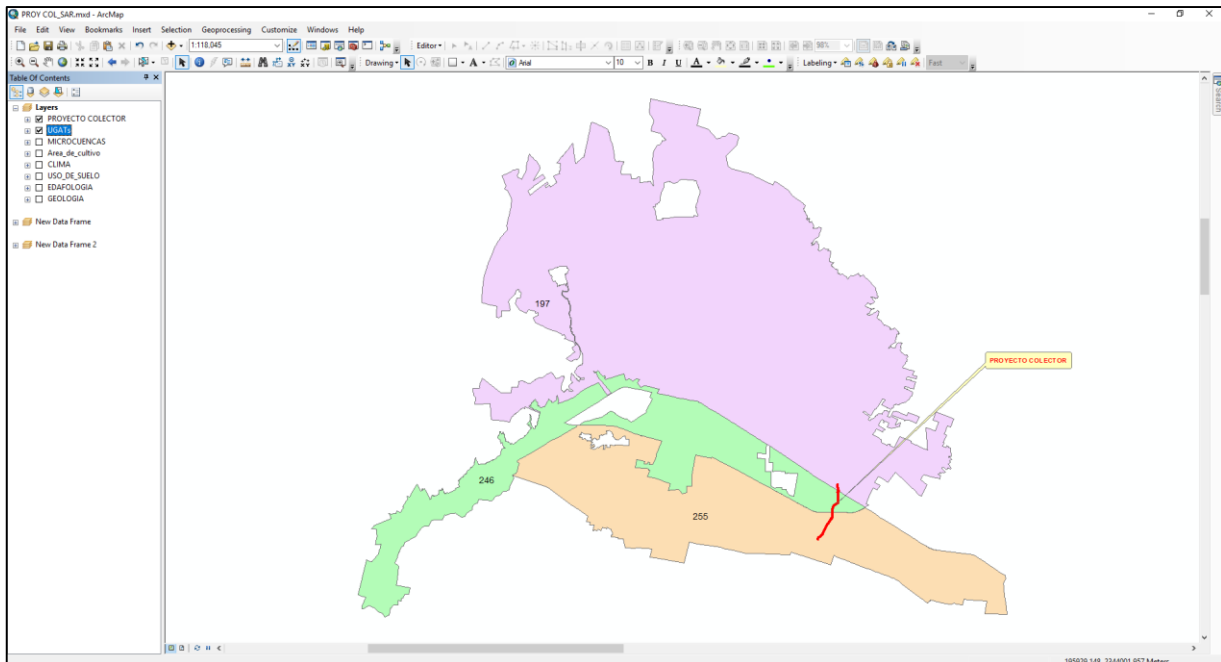 PROY COL_SAR.mxd - ArcMap
File Edit View Bookmarks Insert Selection Geoprocessing Customize Windows Help
1:118,045
Editor
98%
Drawing
Arial
10
B I U A
Labeling
Fast
Table Of Contents
Layers
PROYECTO COLECTOR
UGATs
MICROCUENCAS
Area_de_cultivo
CLIMA
USO_DE_SUELO
EDAFOLOGIA
GEOLOGIA
New Data Frame
New Data Frame 2
Search
197
PROYECTO COLECTOR
246
255